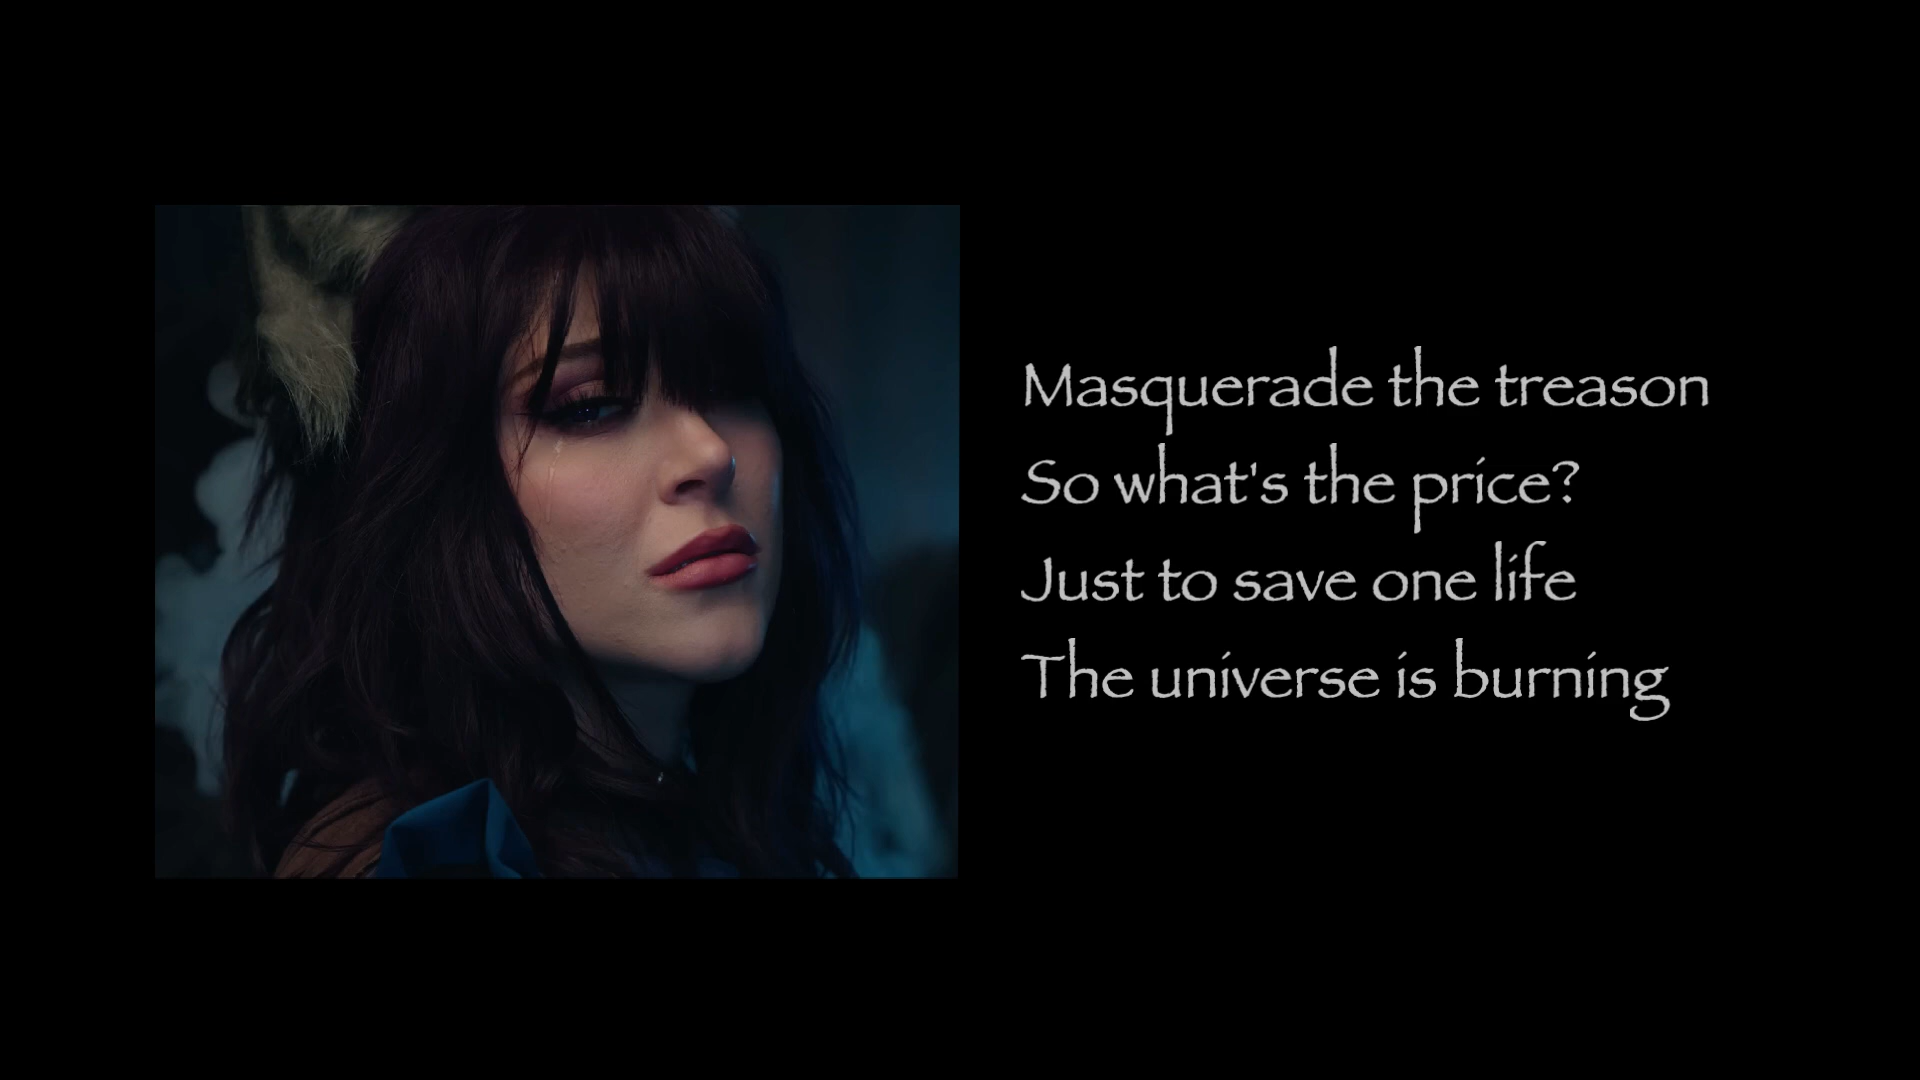 Masquerade the treason
So what's the price?
Just to save one life
The universe is burning